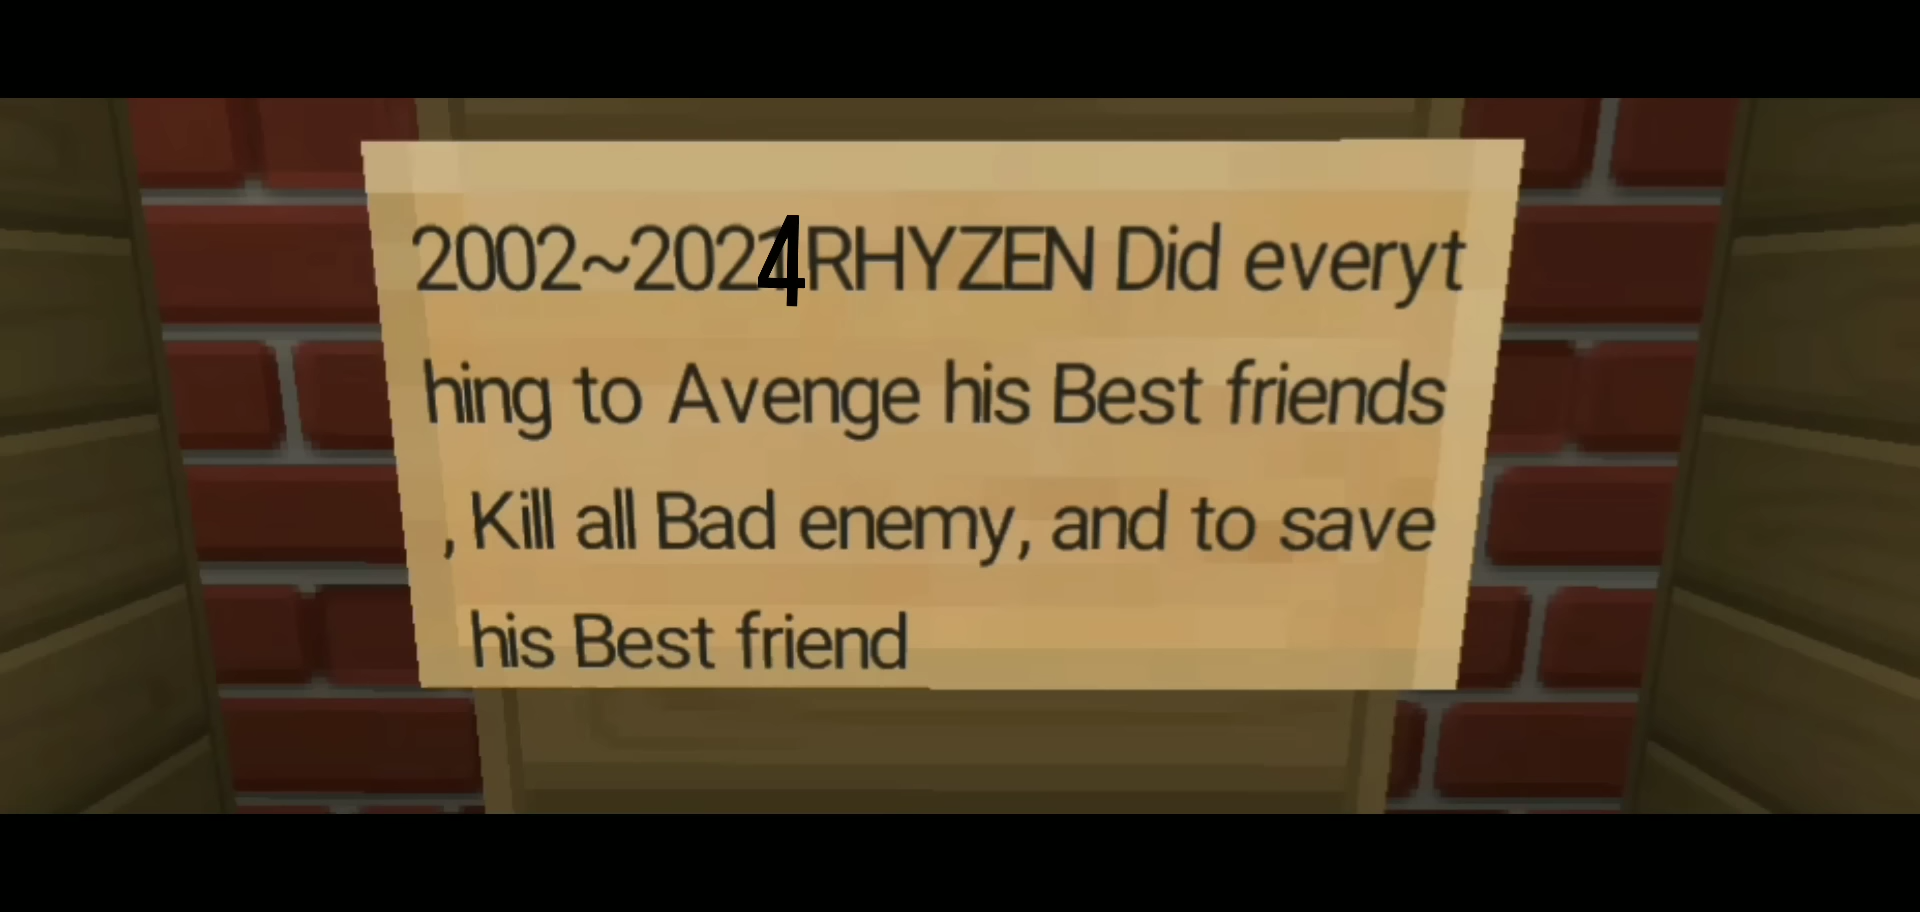 2002~2024RHYZEN Did everyt
hing to Avenge his Best friends
, Kill all Bad enemy, and to save
his Best friend